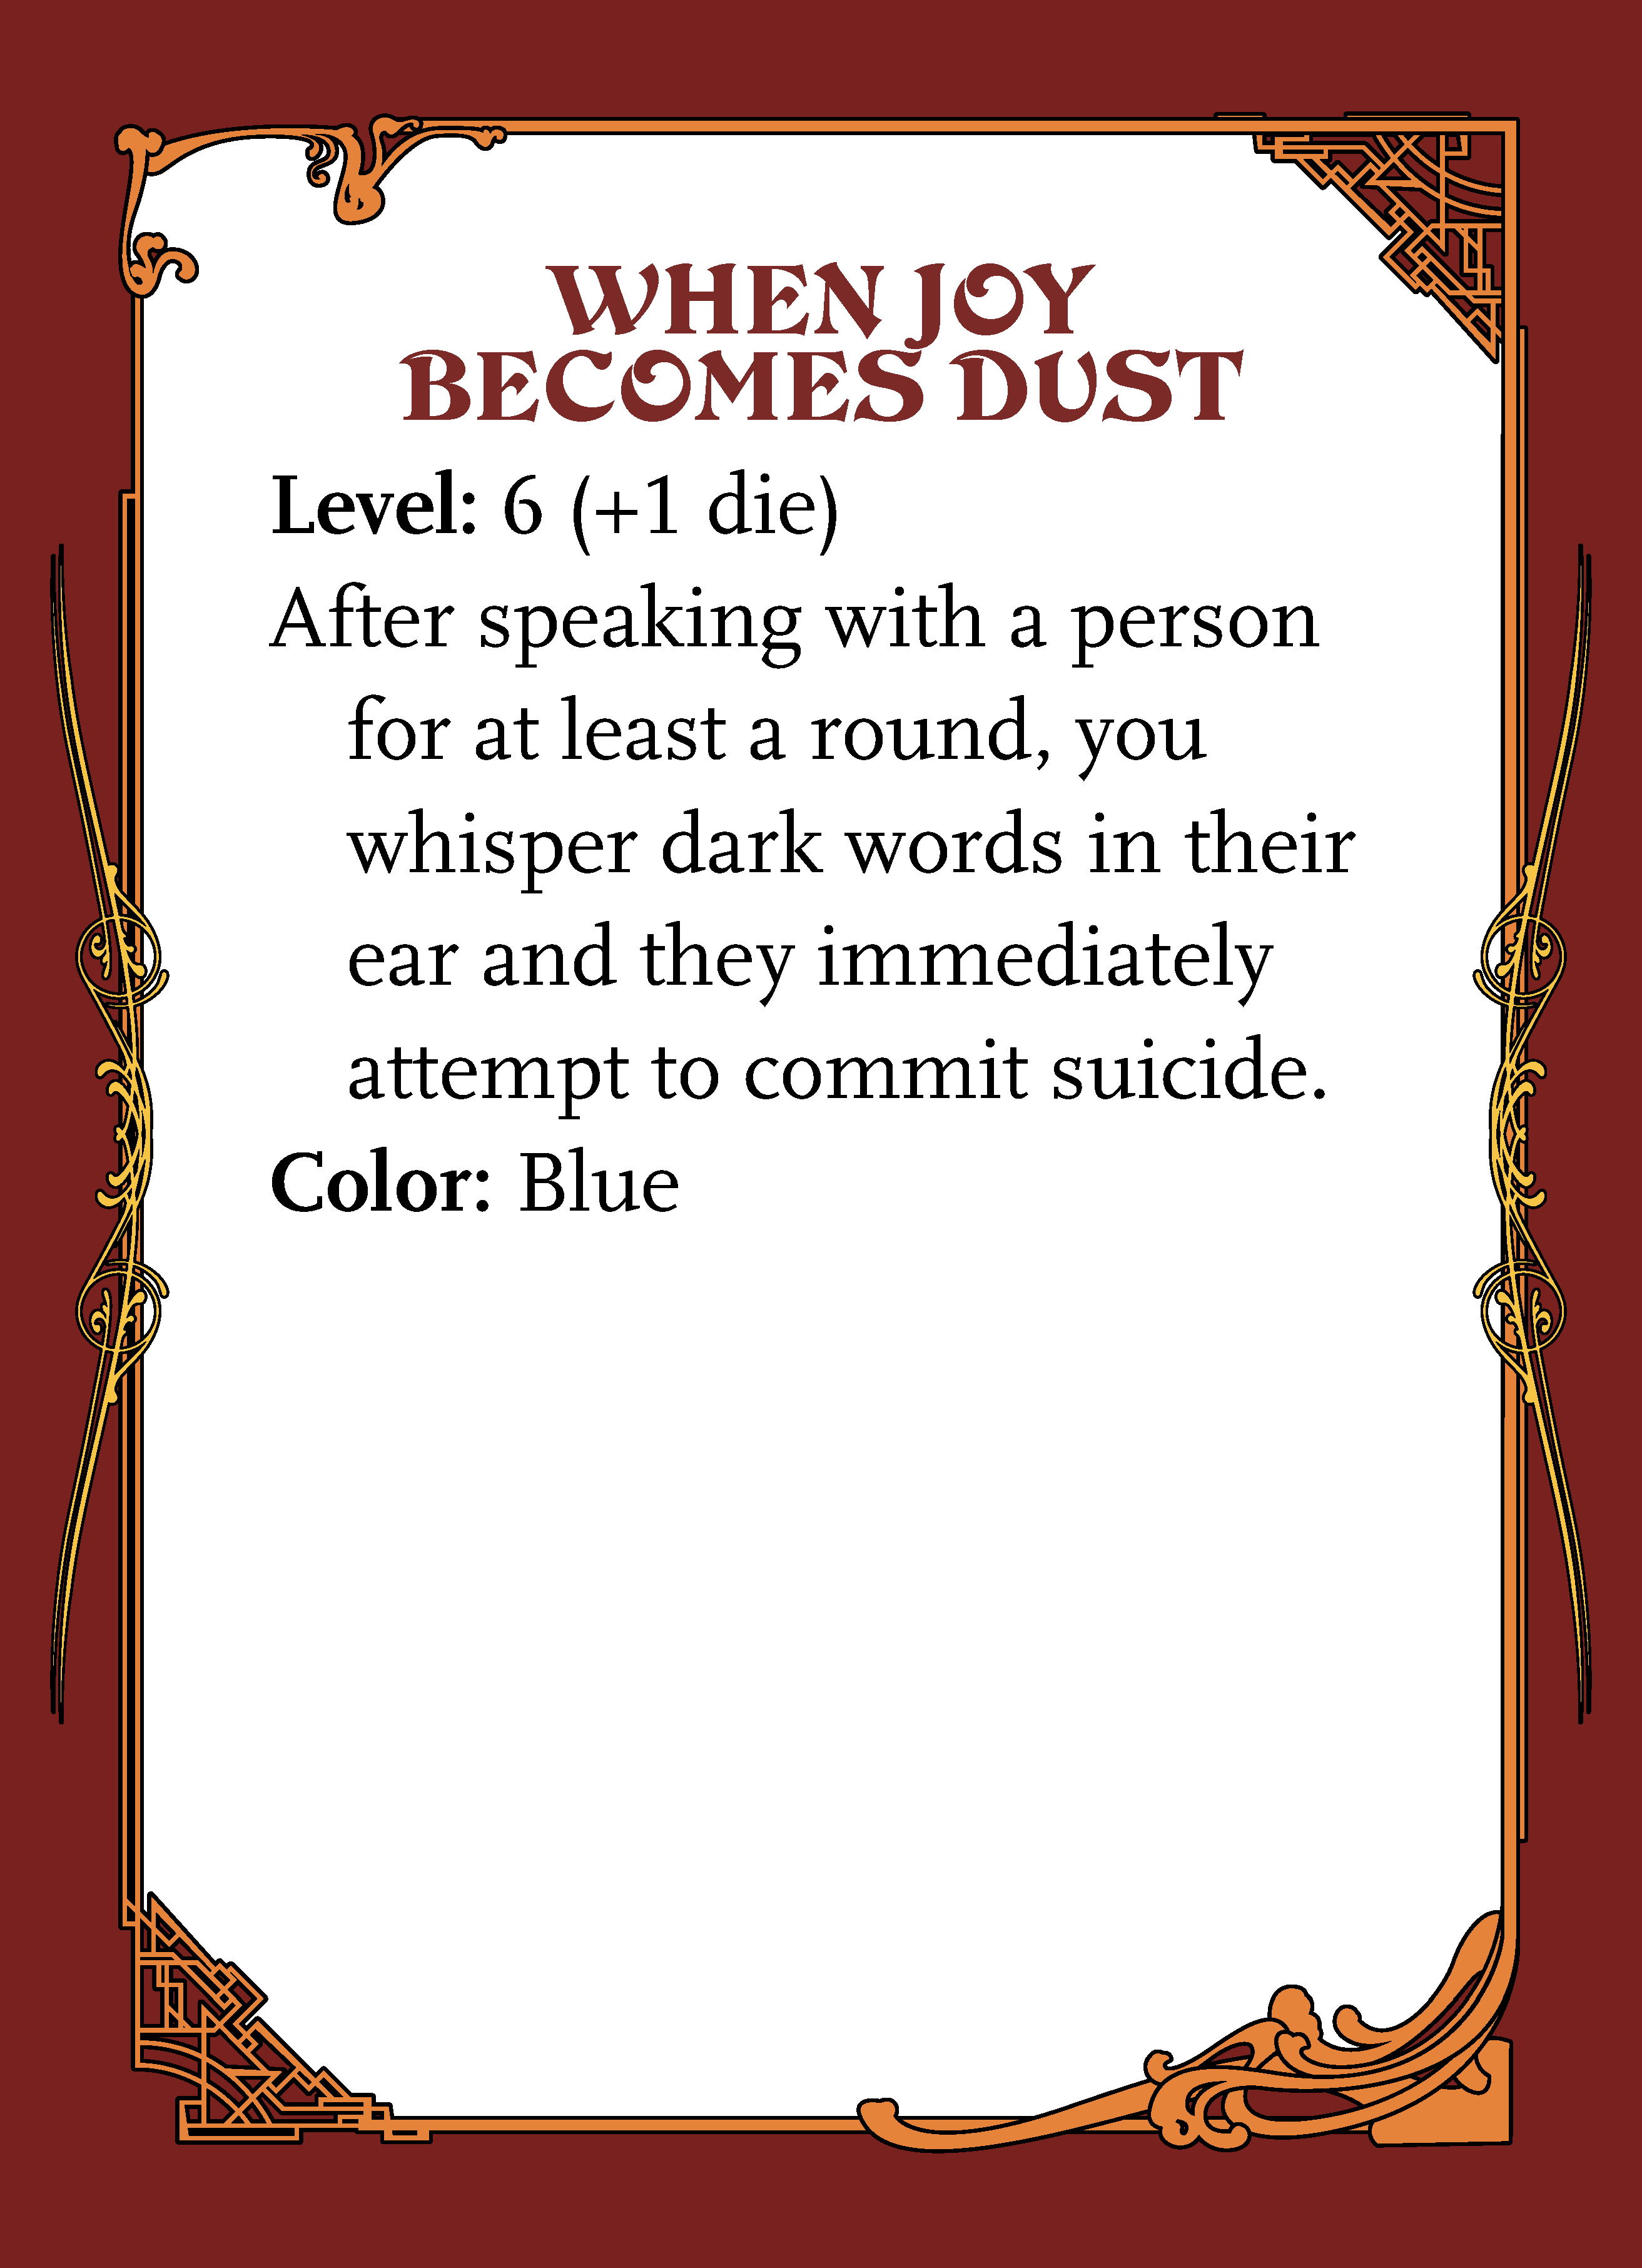 WHEN JOY
BECOMES DUST
Level: 6 (+1 die)
After speaking with a person
for at least a round, you
whisper dark words in their
ear and they immediately
attempt to commit suicide.
Color: Blue